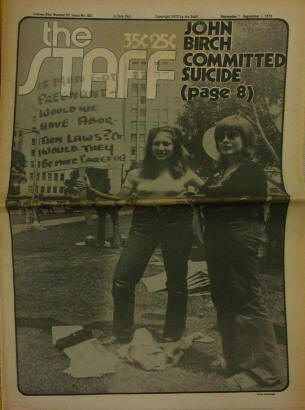 the
STAFF
35¢ 25¢
JOHN
BIRCH
COMMITTED
SUICIDE
(page 8)
IF MEN GOT
PREGNANT
WOULD WE
HAVE ABOR-
TION LAWS? Or
WOULD THEY
BE MORE CAREFUL?